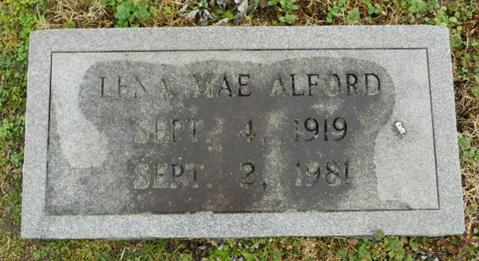 LENA MAE ALFORD
SEPT. 4, 1919
SEPT. 2, 1981